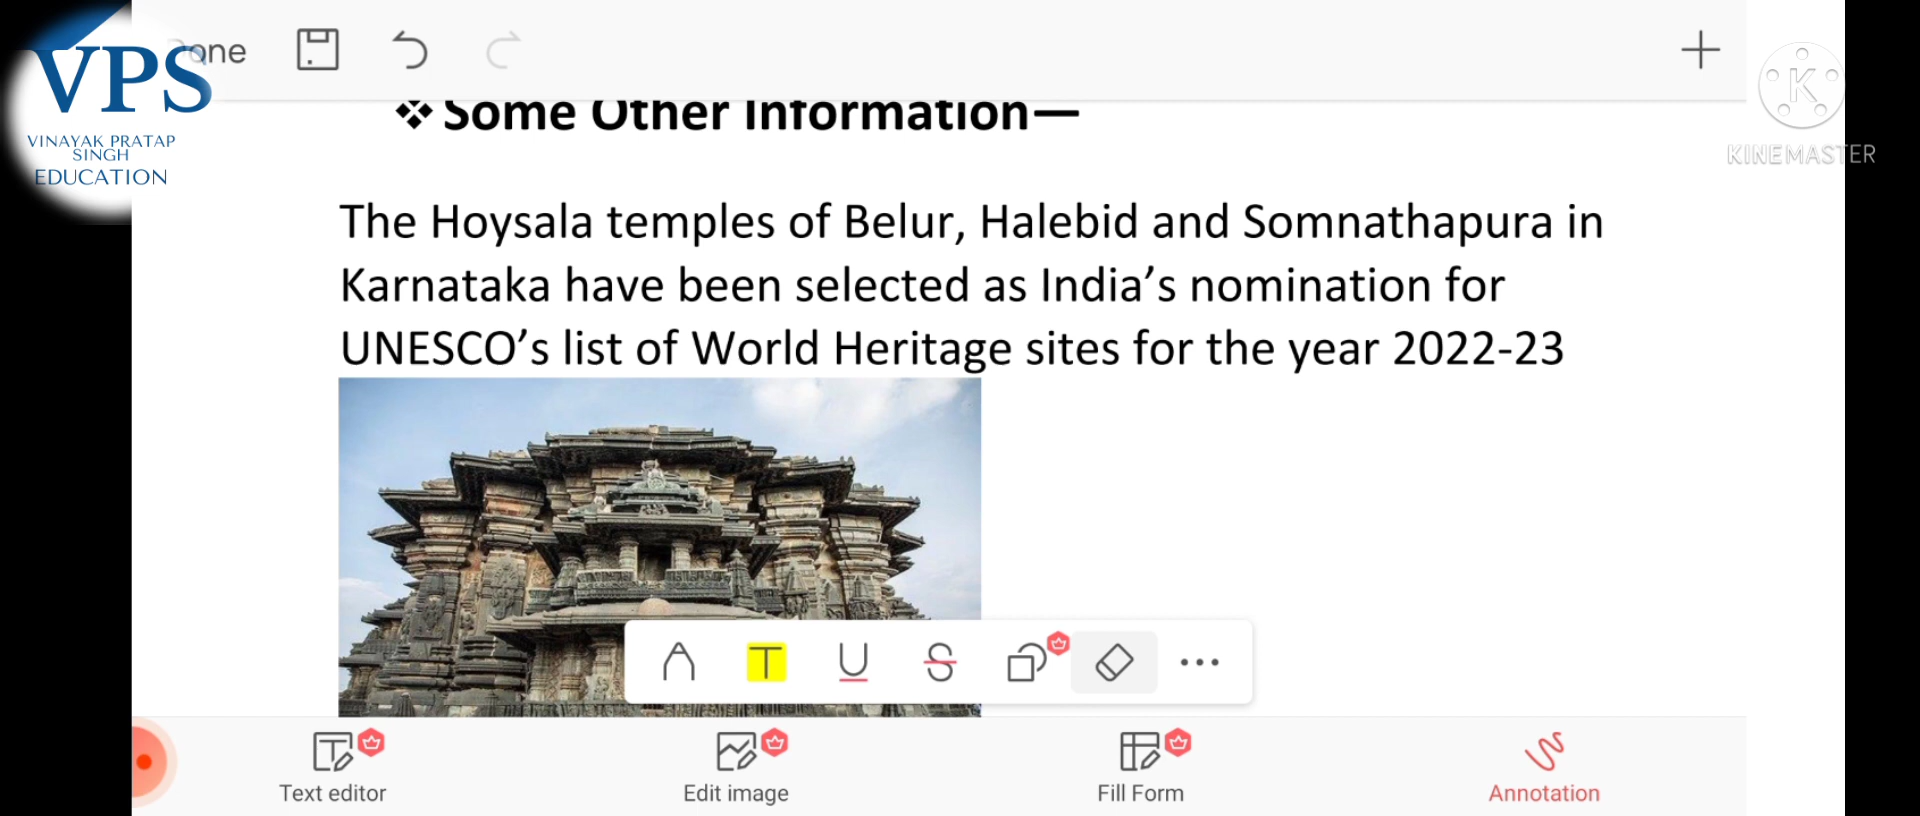 one
VPS
VINAYAK PRATAP
SINGH
EDUCATION
KINEMASTER
❖ Some Other Information—
The Hoysala temples of Belur, Halebid and Somnathapura in
Karnataka have been selected as India’s nomination for
UNESCO’s list of World Heritage sites for the year 2022-23
Text editor
Edit image
Fill Form
Annotation